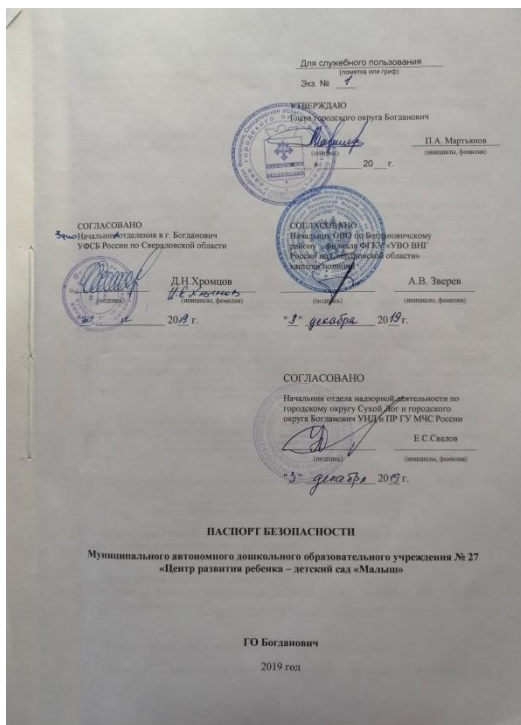 Для служебного пользования
(пометка или гриф)
Экз. № 1
УТВЕРЖДАЮ
Глава городского округа Богданович
П.А. Мартьянов
(подпись)
(инициалы, фамилия)
20 г.
СОГЛАСОВАНО
Начальник отделения в г. Богданович
УФСБ России по Свердловской области
Д.Н.Хромцов
(подпись)
(инициалы, фамилия)
2019 г.
СОГЛАСОВАНО
Начальник ОВО по Богдановичскому
району – филиала ФГКУ «УВО ВНГ
России по Свердловской области»
капитан полиции
А.В. Зверев
(подпись)
(инициалы, фамилия)
"3" декабря 2019 г.
СОГЛАСОВАНО
Начальник отдела надзорной деятельности по
городскому округу Сухой Лог и городского
округа Богданович УНД и ПР ГУ МЧС России
Е.С.Свалов
(подпись)
(инициалы, фамилия)
"3" декабря 2019 г.
ПАСПОРТ БЕЗОПАСНОСТИ
Муниципального автономного дошкольного образовательного учреждения № 27
«Центр развития ребенка – детский сад «Малыш»
ГО Богданович
2019 год